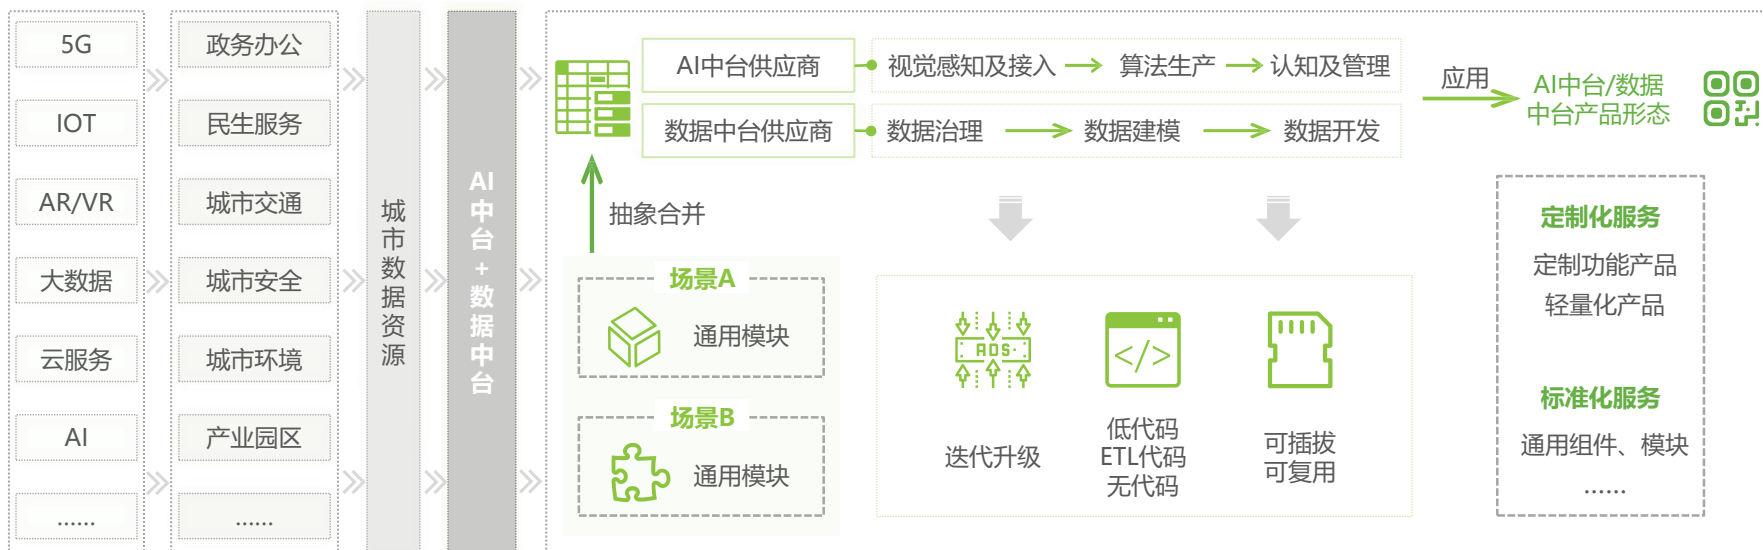 5G
IOT
AR/VR
大数据
云服务
AI
......
政务办公
民生服务
城市交通
城市安全
城市环境
产业园区
......
城市数据资源
AI中台+数据中台
AI中台供应商
视觉感知及接入
算法生产
认知及管理
数据中台供应商
数据治理
数据建模
数据开发
应用
AI中台/数据
中台产品形态
抽象合并
场景A
通用模块
场景B
通用模块
ADS
迭代升级
</>
低代码
ETL代码
无代码
可插拔
可复用
定制化服务
定制功能产品
轻量化产品
标准化服务
通用组件、模块
......